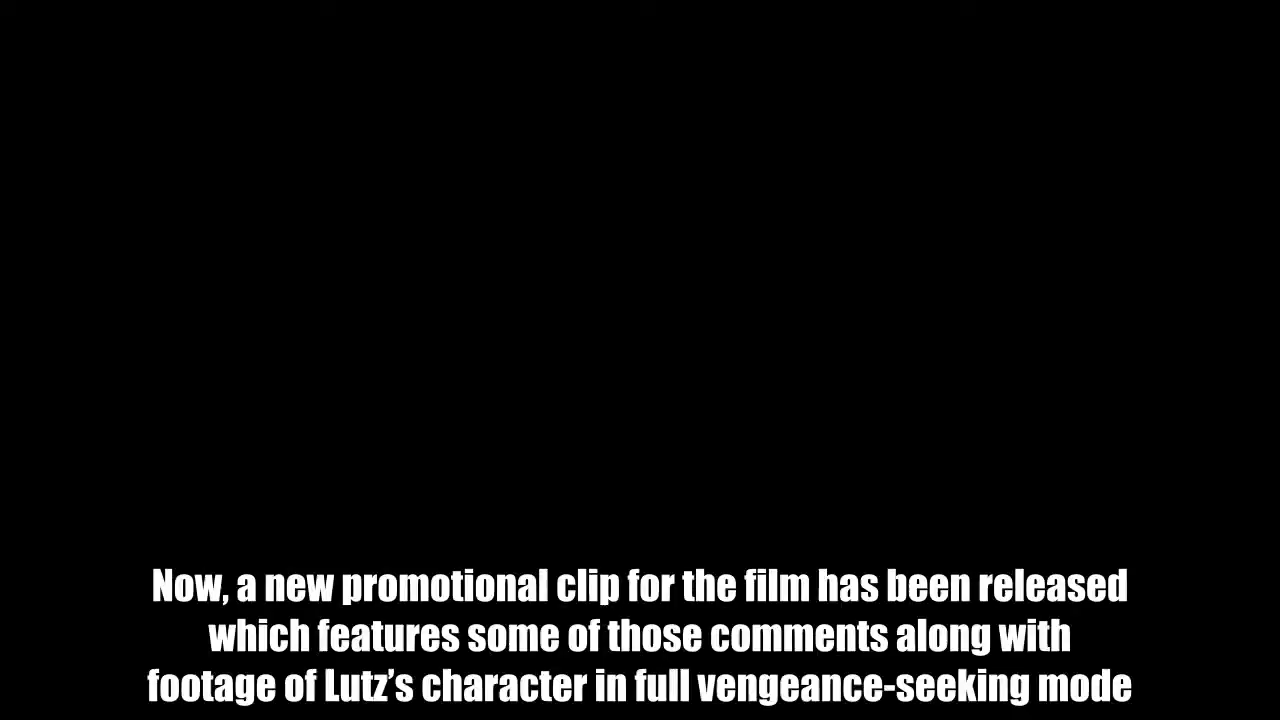 Now, a new promotional clip for the film has been released
which features some of those comments along with
footage of Lutz’s character in full vengeance-seeking mode